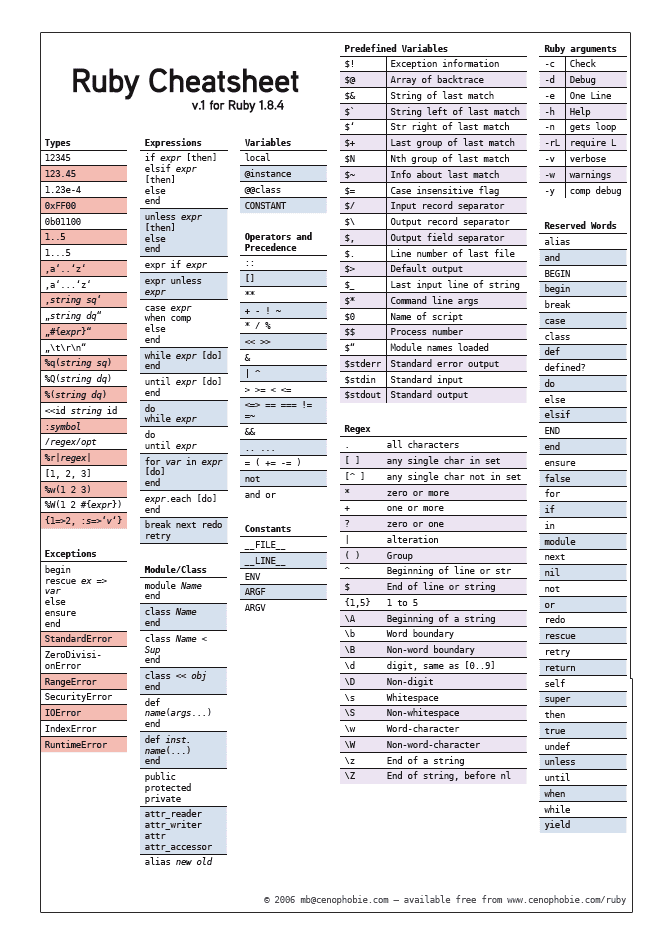 Ruby Cheatsheet
v.1 for Ruby 1.8.4
Types
12345
123.45
1.23e-4
0xFF00
0b01100
1..5
1...5
‚a‘..‘z‘
‚a‘...‘z‘
‚string sq‘
„string dq“
„#{expr}“
„\t\r\n“
%q(string sq)
%Q(string dq)
%(string dq)
<<id string id
:symbol
/regex/opt
%r|regex|
[1, 2, 3]
%w(1 2 3)
%W(1 2 #{expr})
{1=>2, :s=>‘v‘}
Exceptions
begin
rescue ex =>
var
else
ensure
end
StandardError
ZeroDivisi-
onError
RangeError
SecurityError
IOError
IndexError
RuntimeError
Expressions
if expr [then]
elsif expr
[then]
else
end
unless expr
[then]
else
end
expr if expr
expr unless
expr
case expr
when comp
else
end
while expr [do]
end
until expr [do]
end
do
while expr
do
until expr
for var in expr
[do]
end
expr.each [do]
end
break next redo
retry
Module/Class
module Name
end
class Name
end
class Name <
Sup
end
class << obj
end
def
name(args...)
end
def inst.
name(...)
end
public
protected
private
attr_reader
attr_writer
attr
attr_accessor
alias new old
Variables
local
@instance
@@class
CONSTANT
Operators and
Precedence
::
[]
**
+ - ! ~
* / %
<< >>
&
| ^
> >= < <=
<=> == === !=
=~
&&
.. ...
= ( += -= )
not
and or
Constants
__FILE__
__LINE__
ENV
ARGF
ARGV
Predefined Variables
$! Exception information
$@ Array of backtrace
$& String of last match
$` String left of last match
$‘ Str right of last match
$+ Last group of last match
$N Nth group of last match
$~ Info about last match
$= Case insensitive flag
$/ Input record separator
$\ Output record separator
$, Output field separator
$. Line number of last file
$> Default output
$_ Last input line of string
$* Command line args
$0 Name of script
$$ Process number
$“ Module names loaded
$stderr Standard error output
$stdin Standard input
$stdout Standard output
Regex
. all characters
[ ] any single char in set
[^ ] any single char not in set
* zero or more
+ one or more
? zero or one
| alteration
( ) Group
^ Beginning of line or str
$ End of line or string
{1,5} 1 to 5
\A Beginning of a string
\b Word boundary
\B Non-word boundary
\d digit, same as [0..9]
\D Non-digit
\s Whitespace
\S Non-whitespace
\w Word-character
\W Non-word-character
\z End of a string
\Z End of string, before nl
Ruby arguments
-c Check
-d Debug
-e One Line
-h Help
-n gets loop
-rL require L
-v verbose
-w warnings
-y comp debug
Reserved Words
alias
and
BEGIN
begin
break
case
class
def
defined?
do
else
elsif
END
end
ensure
false
for
if
in
module
next
nil
not
or
redo
rescue
retry
return
self
super
then
true
undef
unless
until
when
while
yield
© 2006 mb@cenophobie.com – available free from www.cenophobie.com/ruby